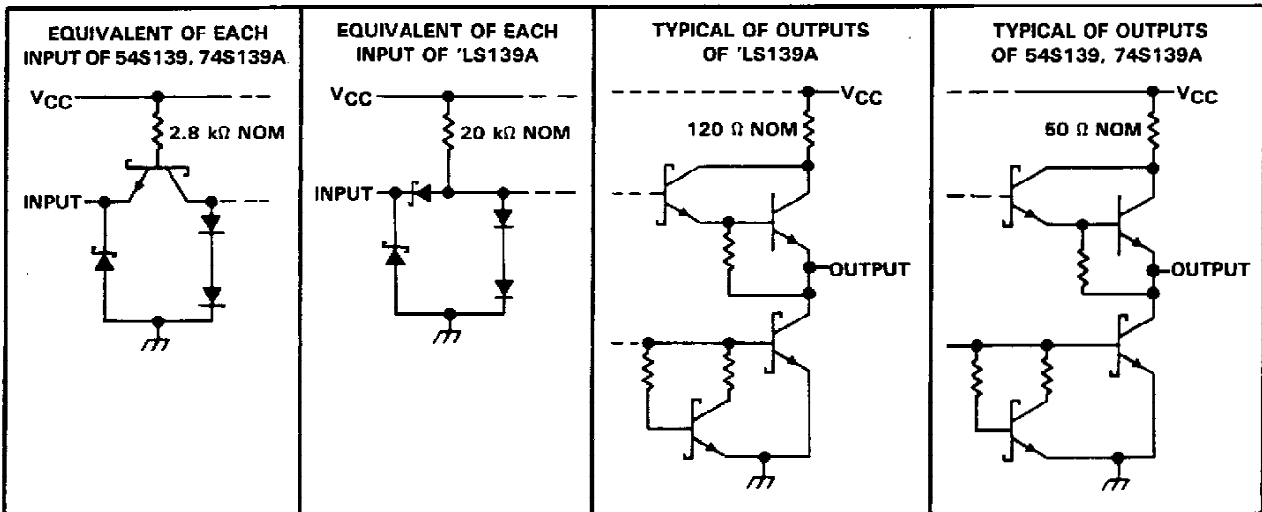 EQUIVALENT OF EACH
INPUT OF 54S139, 74S139A
VCC
2.8 kΩ NOM
INPUT
EQUIVALENT OF EACH
INPUT OF 'LS139A
VCC
20 kΩ NOM
INPUT
TYPICAL OF OUTPUTS
OF 'LS139A
VCC
120 Ω NOM
OUTPUT
TYPICAL OF OUTPUTS
OF 54S139, 74S139A
VCC
50 Ω NOM
OUTPUT